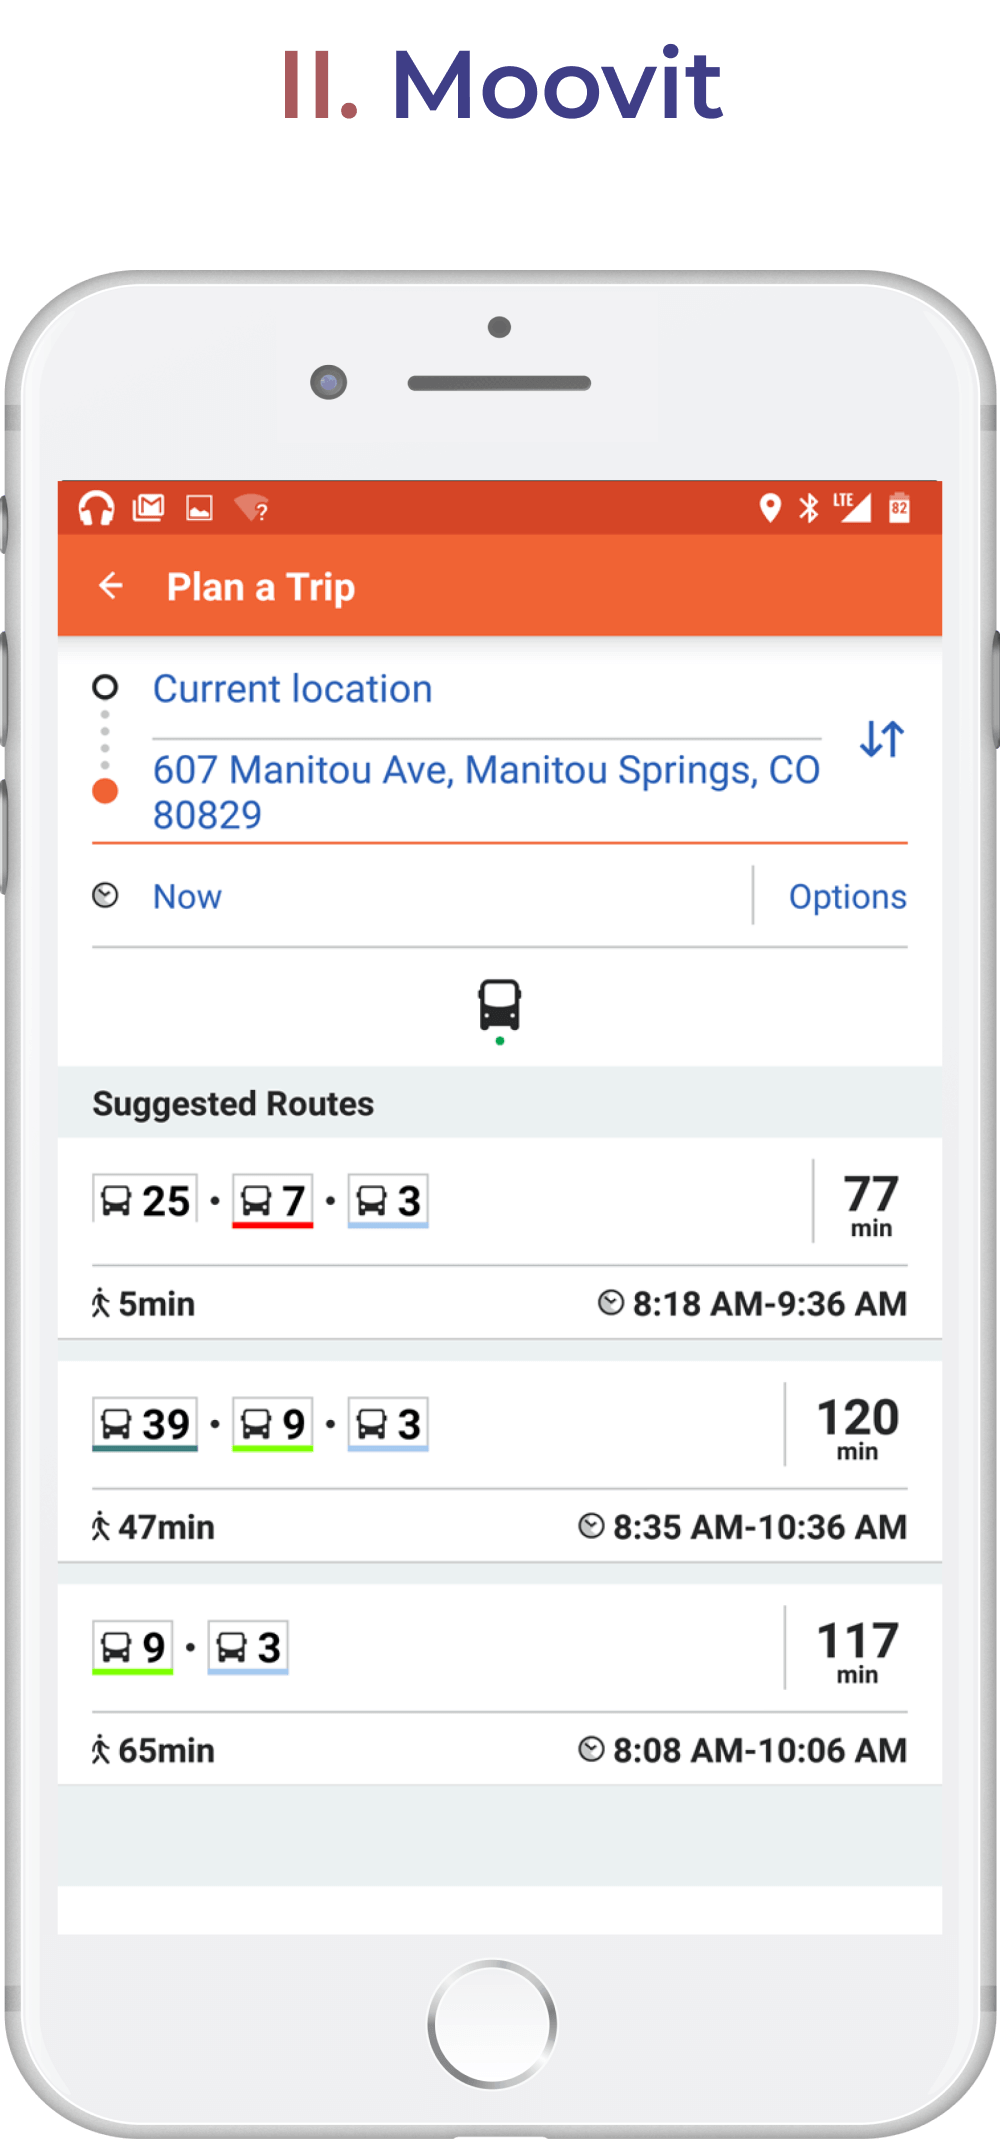 II. Moovit
LTE
82
Plan a Trip
Current location
607 Manitou Ave, Manitou Springs, CO
80829
Now
Options
Suggested Routes
25 • 7 • 3
77
min
5min
8:18 AM-9:36 AM
39 • 9 • 3
120
min
47min
8:35 AM-10:36 AM
9 • 3
117
min
65min
8:08 AM-10:06 AM